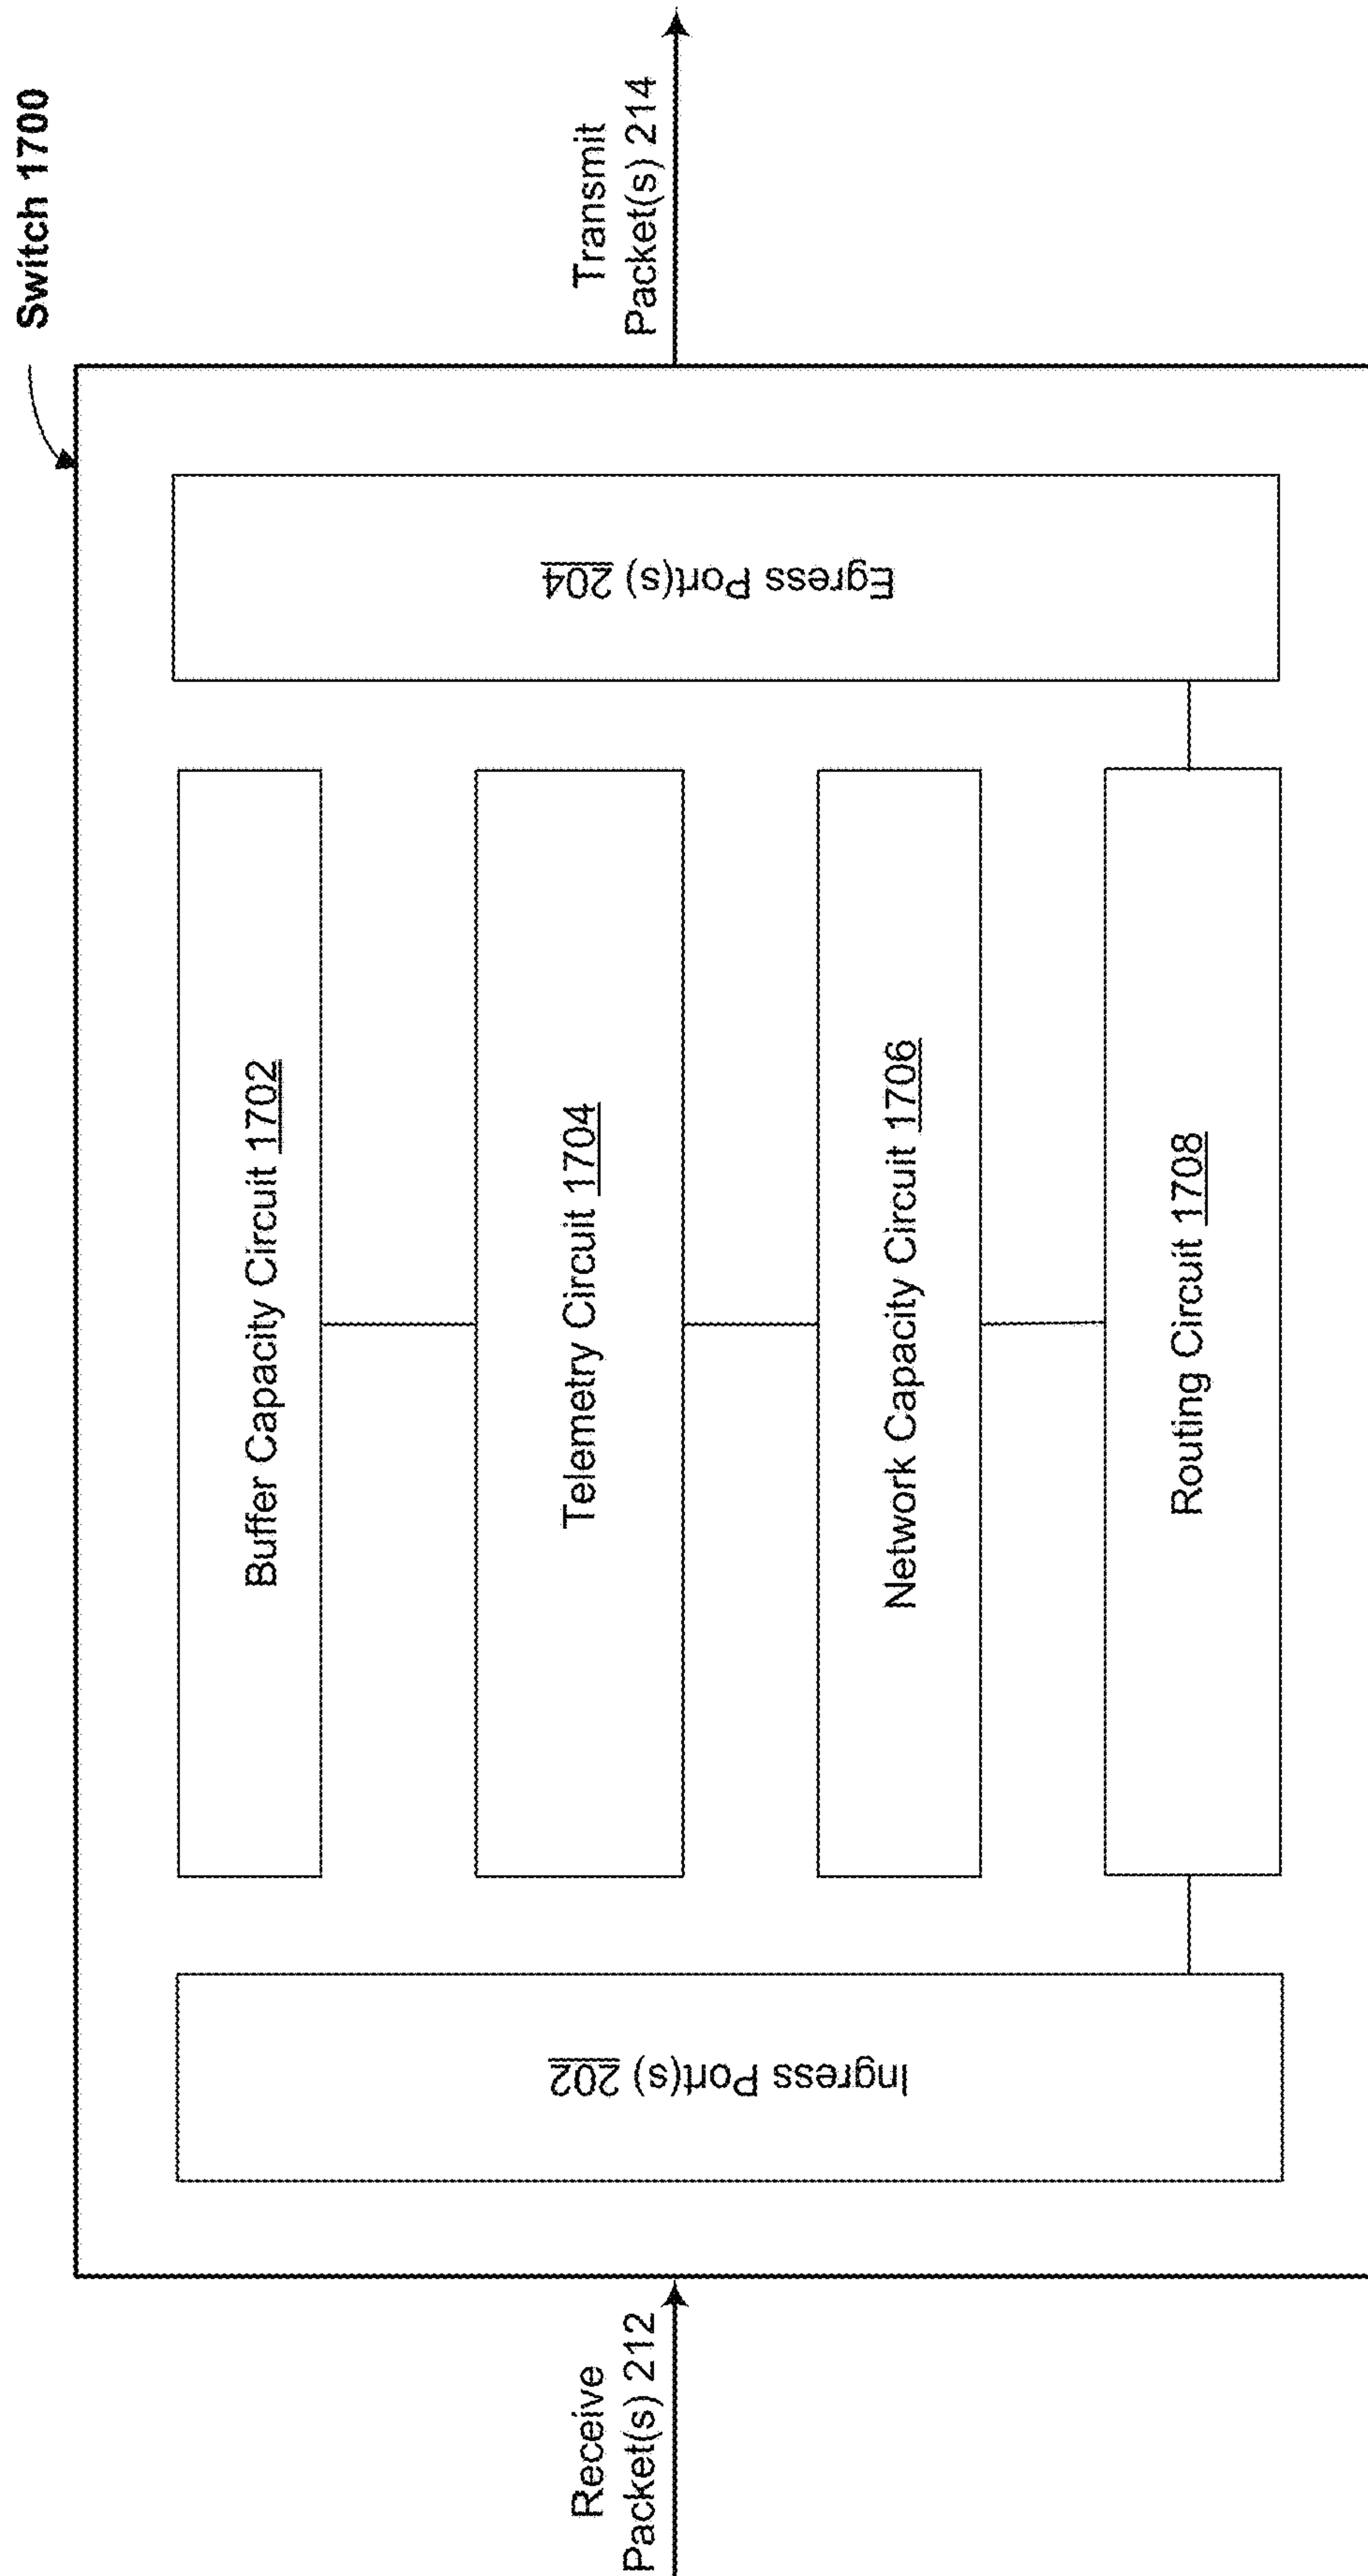 Switch 1700
Receive
Packet(s) 212
Ingress Port(s) 202
Buffer Capacity Circuit 1702
Telemetry Circuit 1704
Network Capacity Circuit 1706
Routing Circuit 1708
Egress Port(s) 204
Transmit
Packet(s) 214